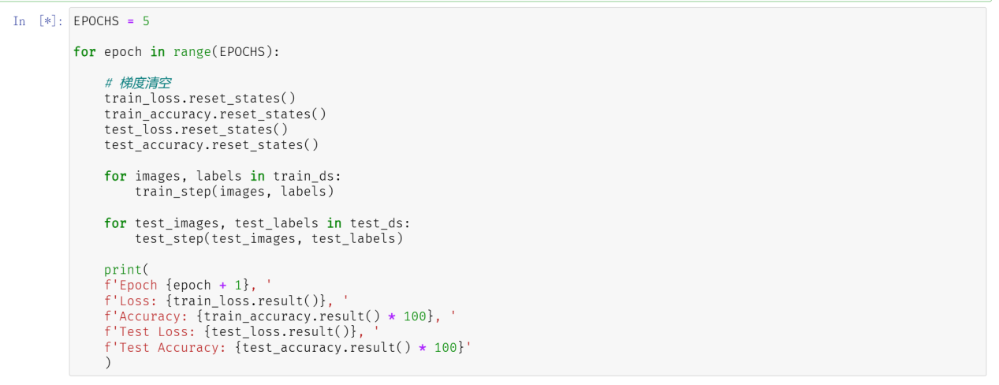 In [*]: EPOCHS = 5
for epoch in range(EPOCHS):
# 梯度清空
train_loss.reset_states()
train_accuracy.reset_states()
test_loss.reset_states()
test_accuracy.reset_states()
for images, labels in train_ds:
train_step(images, labels)
for test_images, test_labels in test_ds:
test_step(test_images, test_labels)
print(
f'Epoch {epoch + 1}, '
f'Loss: {train_loss.result()}, '
f'Accuracy: {train_accuracy.result() * 100}, '
f'Test Loss: {test_loss.result()}, '
f'Test Accuracy: {test_accuracy.result() * 100}'
)